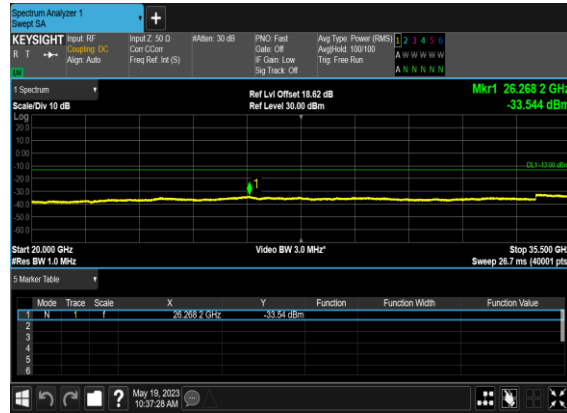 Spectrum Analyzer 1
Swept SA
+
KEYSIGHT Input: RF Input Z: 50 Ω #Atten: 30 dB PNO: Fast Avg Type: Power (RMS) 1 2 3 4 5 6
R T Coupling: DC Corr CCorr Gate: Off Avg|Hold: 100/100 A W W W W W
Align: Auto Freq Ref: Int (S) IF Gain: Low Trig: Free Run A N N N N N
Sig Track: Off
1 Spectrum Ref Lvl Offset 18.62 dB Mkr1 26.268 2 GHz
Scale/Div 10 dB Ref Level 30.00 dBm -33.544 dBm
Log
20.0
10.0
0.00
-10.0 DL1 -13.00 dBm
-20.0
-30.0 1
-40.0
-50.0
-60.0
Start 20.000 GHz Video BW 3.0 MHz* Stop 35.500 GHz
#Res BW 1.0 MHz Sweep 26.7 ms (40001 pts)
5 Marker Table
Mode Trace Scale X Y Function Function Width Function Value
1 N 1 f 26.268 2 GHz -33.54 dBm
2
3
4
5
6
? May 19, 2023
10:37:28 AM